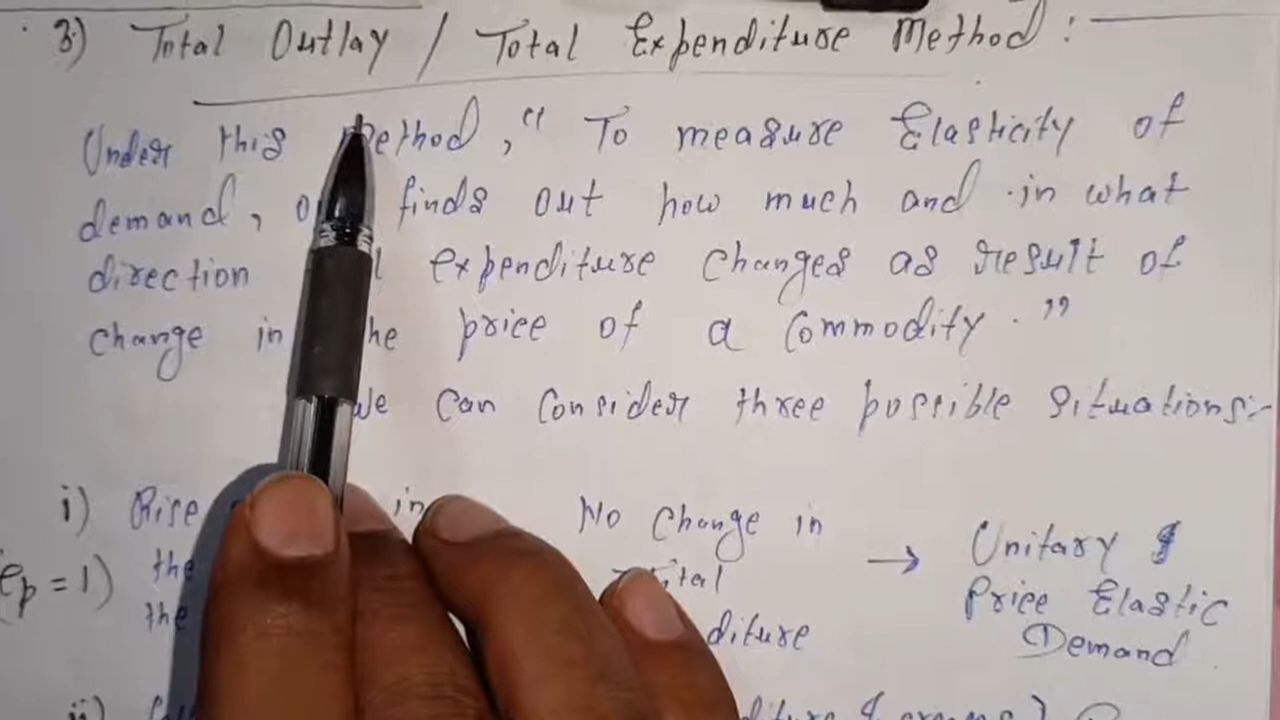 3) Total Outlay / Total Expenditure Method :
Under this Method, “ To measure Elasticity of
demand, finds out how much and in what
direction expenditure changes as result of
change in the price of a Commodity . ”
We can consider three possible situations:-
i) Rise in No change in
(ep = 1) the Total → Unitary Price Elastic Demand
the
ii)